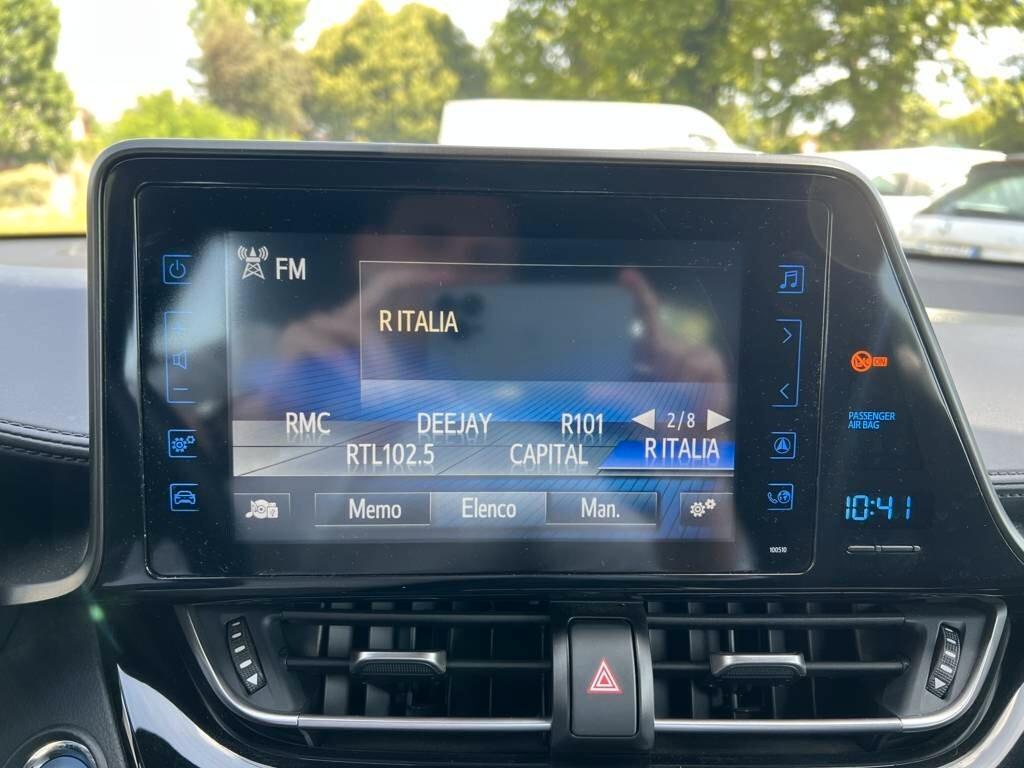 FM
R ITALIA
RMC DEEJAY R101 2/8
RTL102.5 CAPITAL R ITALIA
Memo Elenco Man.
ON
PASSENGER
AIR BAG
10:41
100510